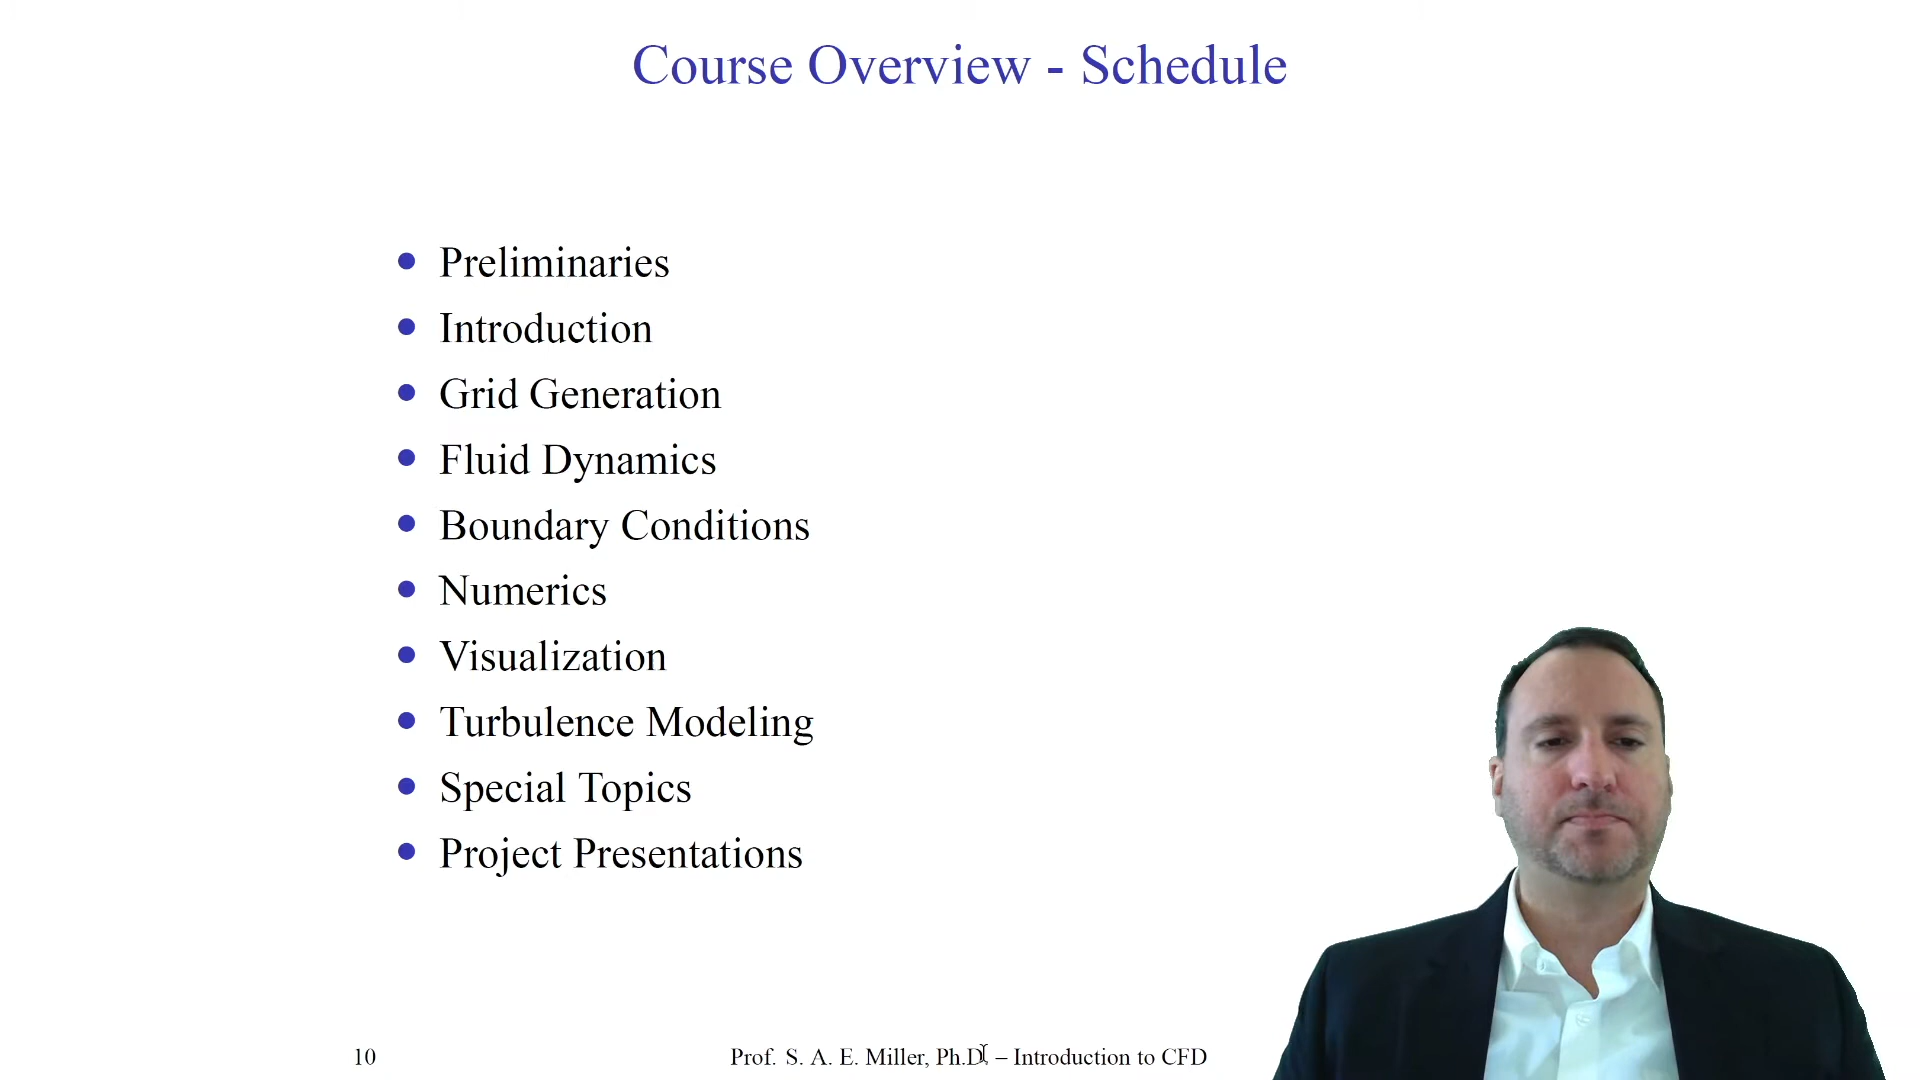 Course Overview - Schedule
Preliminaries
Introduction
Grid Generation
Fluid Dynamics
Boundary Conditions
Numerics
Visualization
Turbulence Modeling
Special Topics
Project Presentations
10
Prof. S. A. E. Miller, Ph.D. – Introduction to CFD